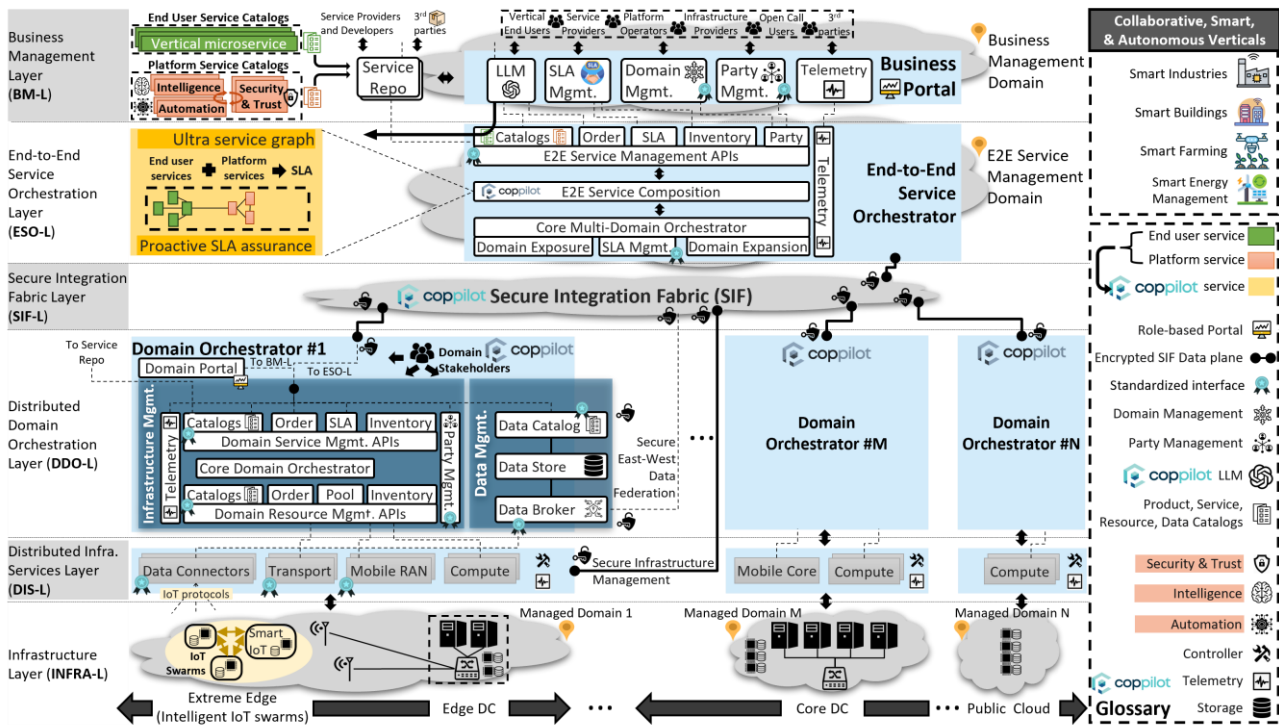 Business
Management
Layer
(BM-L)
End User Service Catalogs
Vertical microservice
Platform Service Catalogs
Intelligence
Security
& Trust
Automation
Service Providers
and Developers
3rd
parties
Service
Repo
Vertical
End Users
Service
Providers
Platform
Operators
Infrastructure
Providers
Open Call
Users
3rd
parties
LLM
SLA
Mgmt.
Domain
Mgmt.
Party
Mgmt.
Telemetry
Business
Portal
Business
Management
Domain
End-to-End
Service
Orchestration
Layer
(ESO-L)
Ultra service graph
End user
services
Platform
services
SLA
Proactive SLA assurance
Catalogs
Order
SLA
Inventory
Party
E2E Service Management APIs
coppilot
E2E Service Composition
Core Multi-Domain Orchestrator
Domain Exposure
SLA Mgmt.
Domain Expansion
Telemetry
End-to-End
Service
Orchestrator
E2E Service
Management
Domain
Secure Integration
Fabric Layer
(SIF-L)
coppilot Secure Integration Fabric (SIF)
Distributed
Domain
Orchestration
Layer (DDO-L)
To Service
Repo
Domain Orchestrator #1
Domain Portal
To BM-L
To ESO-L
Domain
Stakeholders
coppilot
Infrastructure Mgmt.
Telemetry
Catalogs
Order
SLA
Inventory
Domain Service Mgmt. APIs
Core Domain Orchestrator
Catalogs
Order
Pool
Inventory
Domain Resource Mgmt. APIs
Party Mgmt.
Data Mgmt.
Data Catalog
Data Store
Data Broker
Secure
East-West
Data
Federation
...
coppilot
Domain
Orchestrator #M
coppilot
Domain
Orchestrator #N
Distributed Infra.
Services Layer
(DIS-L)
Data Connectors
Transport
Mobile RAN
Compute
Secure Infrastructure
Management
Mobile Core
Compute
Compute
Infrastructure
Layer (INFRA-L)
IoT protocols
IoT
Swarms
Smart
IoT
Managed Domain 1
Managed Domain M
Managed Domain N
Extreme Edge
(Intelligent IoT swarms)
Edge DC
...
Core DC
...
Public Cloud
Collaborative, Smart,
& Autonomous Verticals
Smart Industries
Smart Buildings
Smart Farming
Smart Energy
Management
End user service
Platform service
coppilot service
Role-based Portal
Encrypted SIF Data plane
Standardized interface
Domain Management
Party Management
coppilot LLM
Product, Service,
Resource, Data Catalogs
Security & Trust
Intelligence
Automation
Controller
coppilot Telemetry
Glossary
Storage